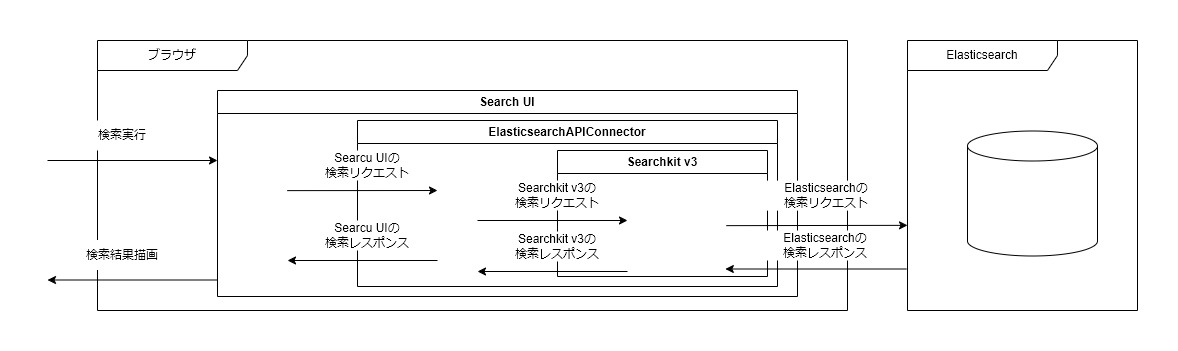 ブラウザ
Elasticsearch
Search UI
検索実行
ElasticsearchAPIConnector
Searcu UIの
検索リクエスト
Searchkit v3
Searchkit v3の
検索リクエスト
Elasticsearchの
検索リクエスト
Searcu UIの
検索レスポンス
Searchkit v3の
検索レスポンス
Elasticsearchの
検索レスポンス
検索結果描画